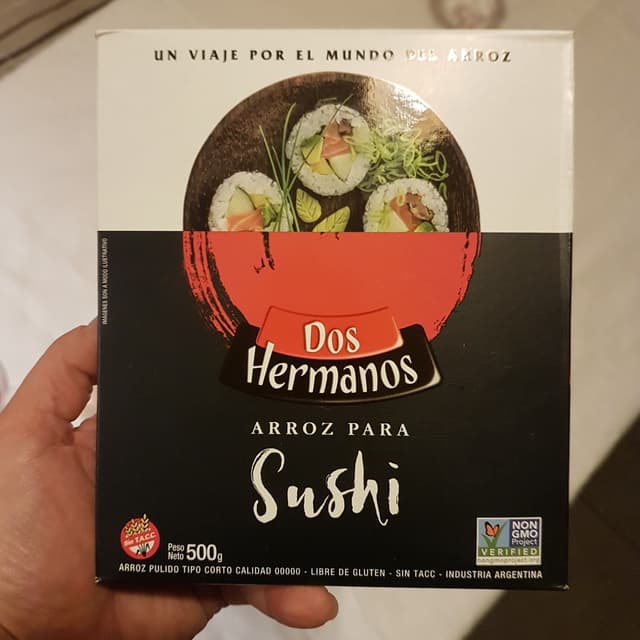 UN VIAJE POR EL MUNDO DEL ARROZ
IMÁGENES SON A MODO ILUSTRATIVO
Dos
Hermanos
ARROZ PARA
Sushi
Sin T.A.C.C.
Peso
Neto 500g
NON
GMO
Project
VERIFIED
nongmoproject.org
ARROZ PULIDO TIPO CORTO CALIDAD 00000 - LIBRE DE GLUTEN - SIN TACC - INDUSTRIA ARGENTINA